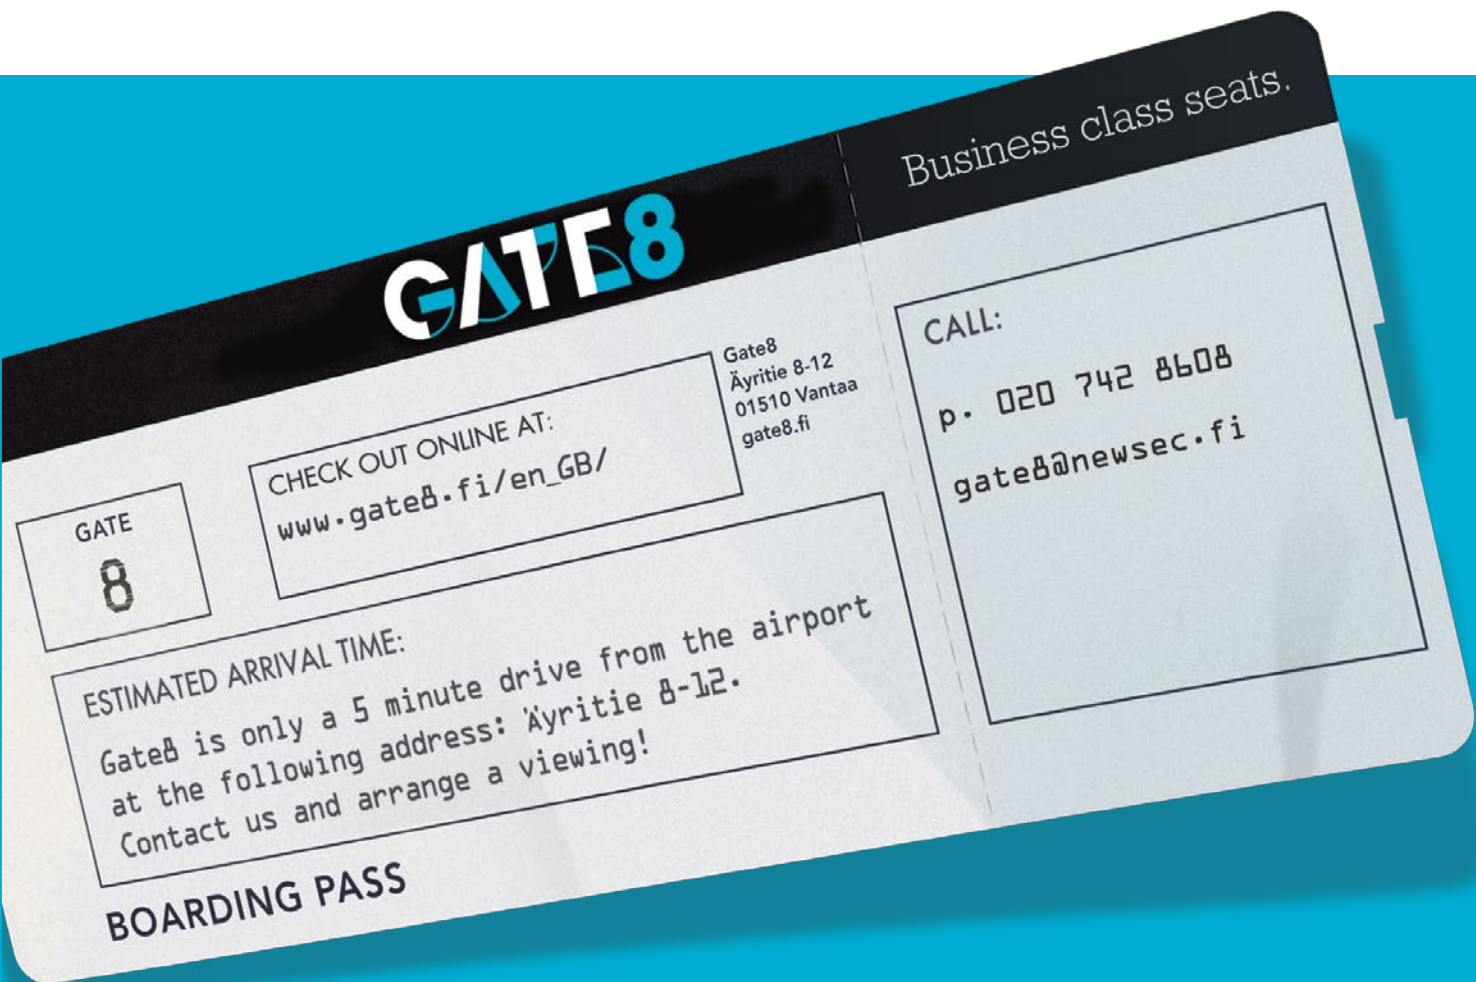 Business class seats.
GATE8
GATE
8
CHECK OUT ONLINE AT:
www.gate8.fi/en_GB/
Gate8
Äyritie 8-12
01510 Vantaa
gate8.fi
CALL:
p. 020 742 8608
gate8@newsec.fi
ESTIMATED ARRIVAL TIME:
Gate8 is only a 5 minute drive from the airport
at the following address: Äyritie 8-12.
Contact us and arrange a viewing!
BOARDING PASS